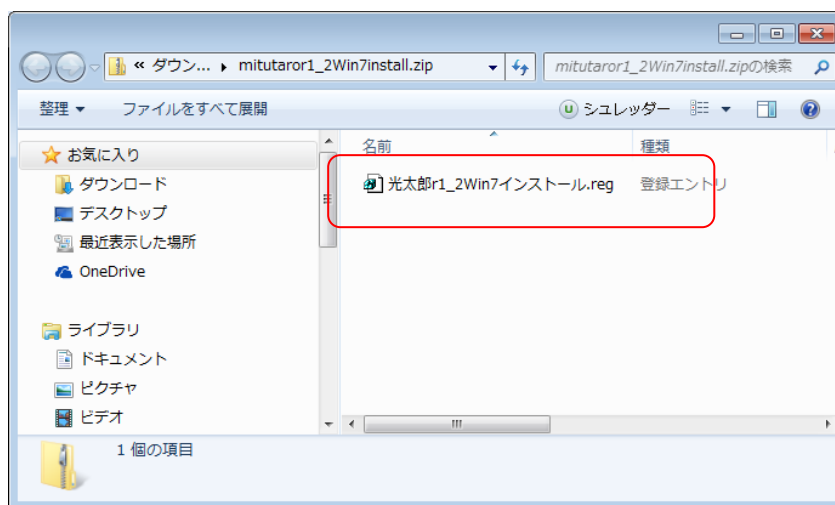 « ダウン... ▸ mitutaror1_2Win7install.zip
mitutaror1_2Win7install.zipの検索
整理 ファイルをすべて展開 シュレッダー
お気に入り
ダウンロード
デスクトップ
最近表示した場所
OneDrive
ライブラリ
ドキュメント
ピクチャ
ビデオ
名前 種類
光太郎r1_2Win7インストール.reg 登録エントリ
1 個の項目